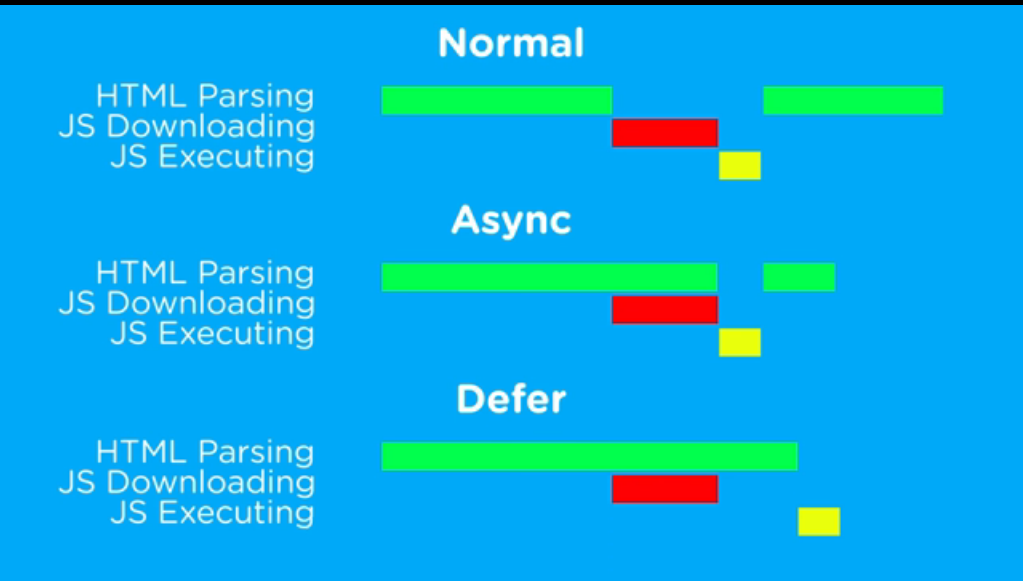 Normal
HTML Parsing
JS Downloading
JS Executing
Async
HTML Parsing
JS Downloading
JS Executing
Defer
HTML Parsing
JS Downloading
JS Executing